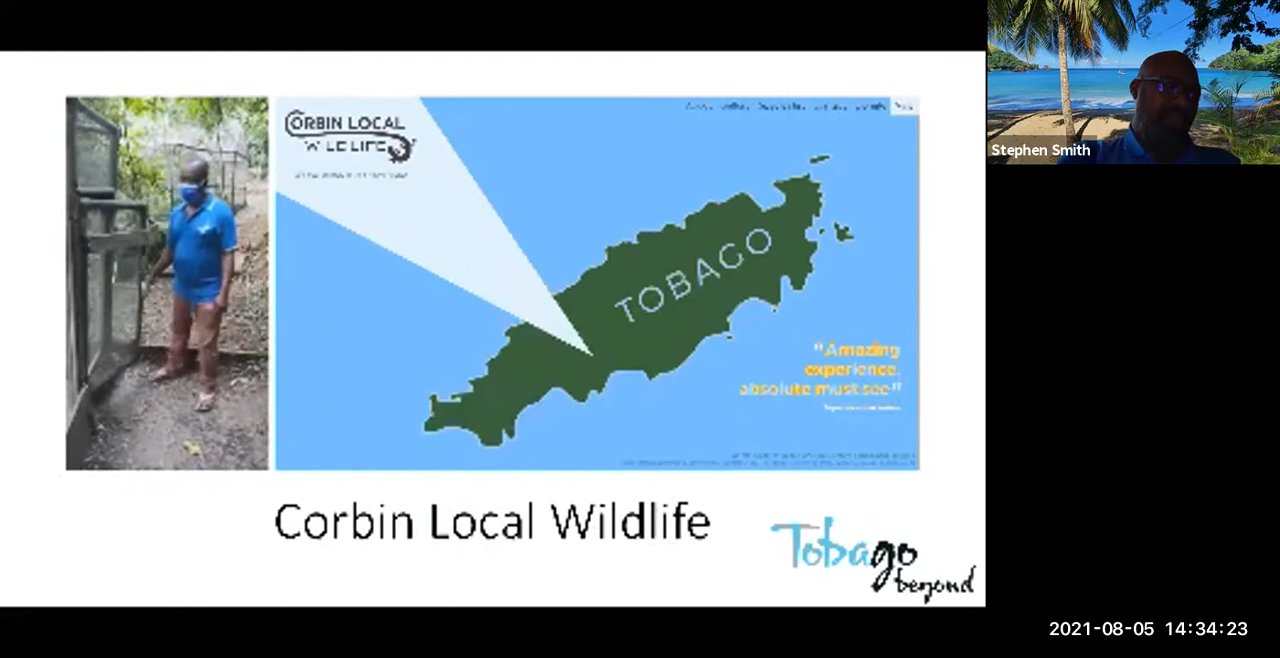 CORBIN LOCAL
WILDLIFE
TOBAGO
"Amazing
experience,
absolute must see"
Corbin Local Wildlife
Tobago
beyond
Stephen Smith
2021-08-05 14:34:23